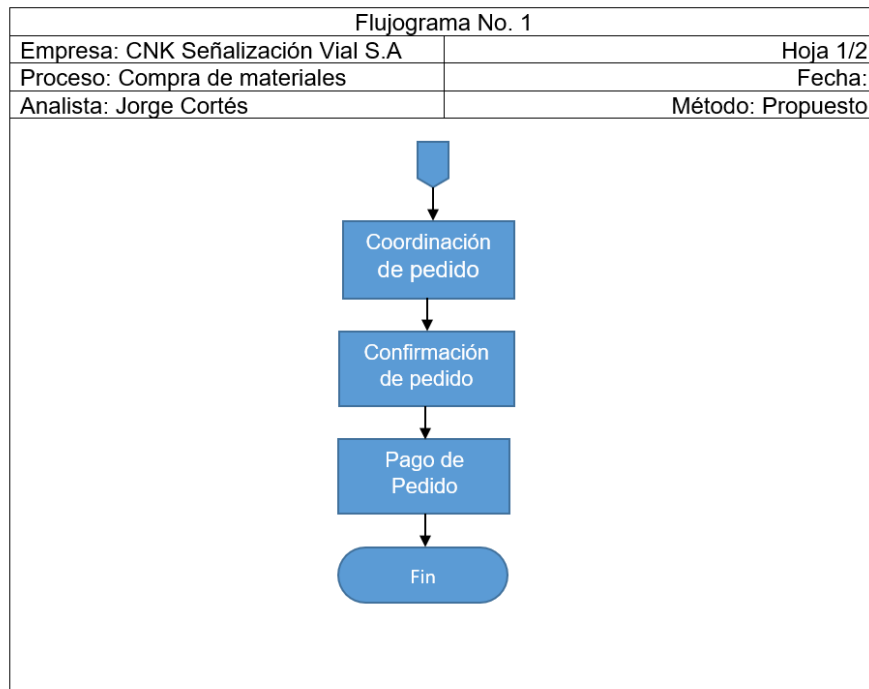 Flujograma No. 1
Empresa: CNK Señalización Vial S.A
Hoja 1/2
Proceso: Compra de materiales
Fecha:
Analista: Jorge Cortés
Método: Propuesto
Coordinación
de pedido
Confirmación
de pedido
Pago de
Pedido
Fin